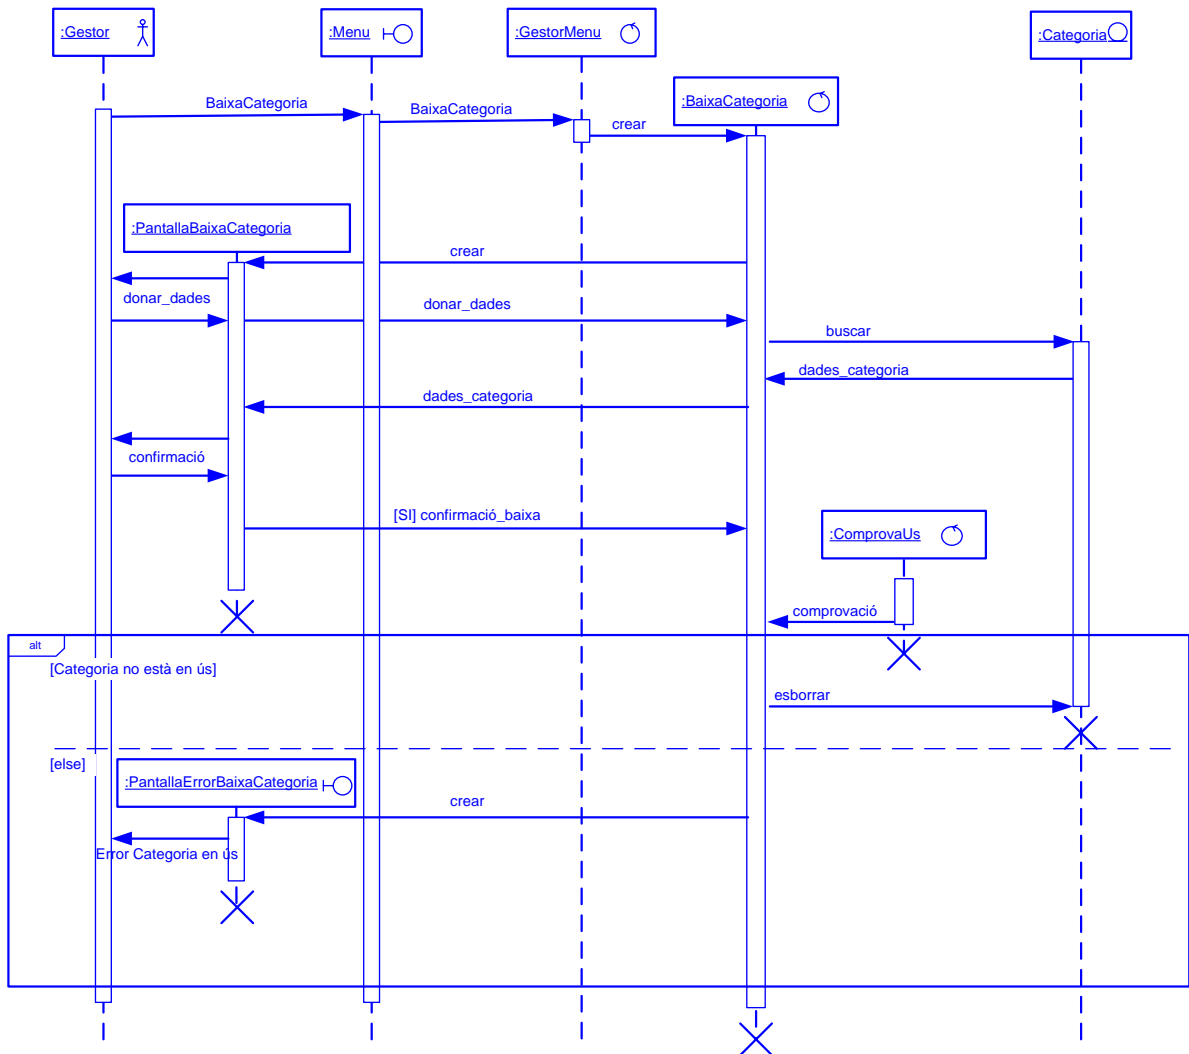 :Gestor
:Menu
:GestorMenu
:Categoria
:BaixaCategoria
BaixaCategoria
BaixaCategoria
crear
:PantallaBaixaCategoria
crear
donar_dades
donar_dades
buscar
dades_categoria
dades_categoria
confirmació
[SI] confirmació_baixa
:ComprovaUs
comprovació
alt
[Categoria no està en ús]
esborrar
[else]
:PantallaErrorBaixaCategoria
crear
Error Categoria en ús